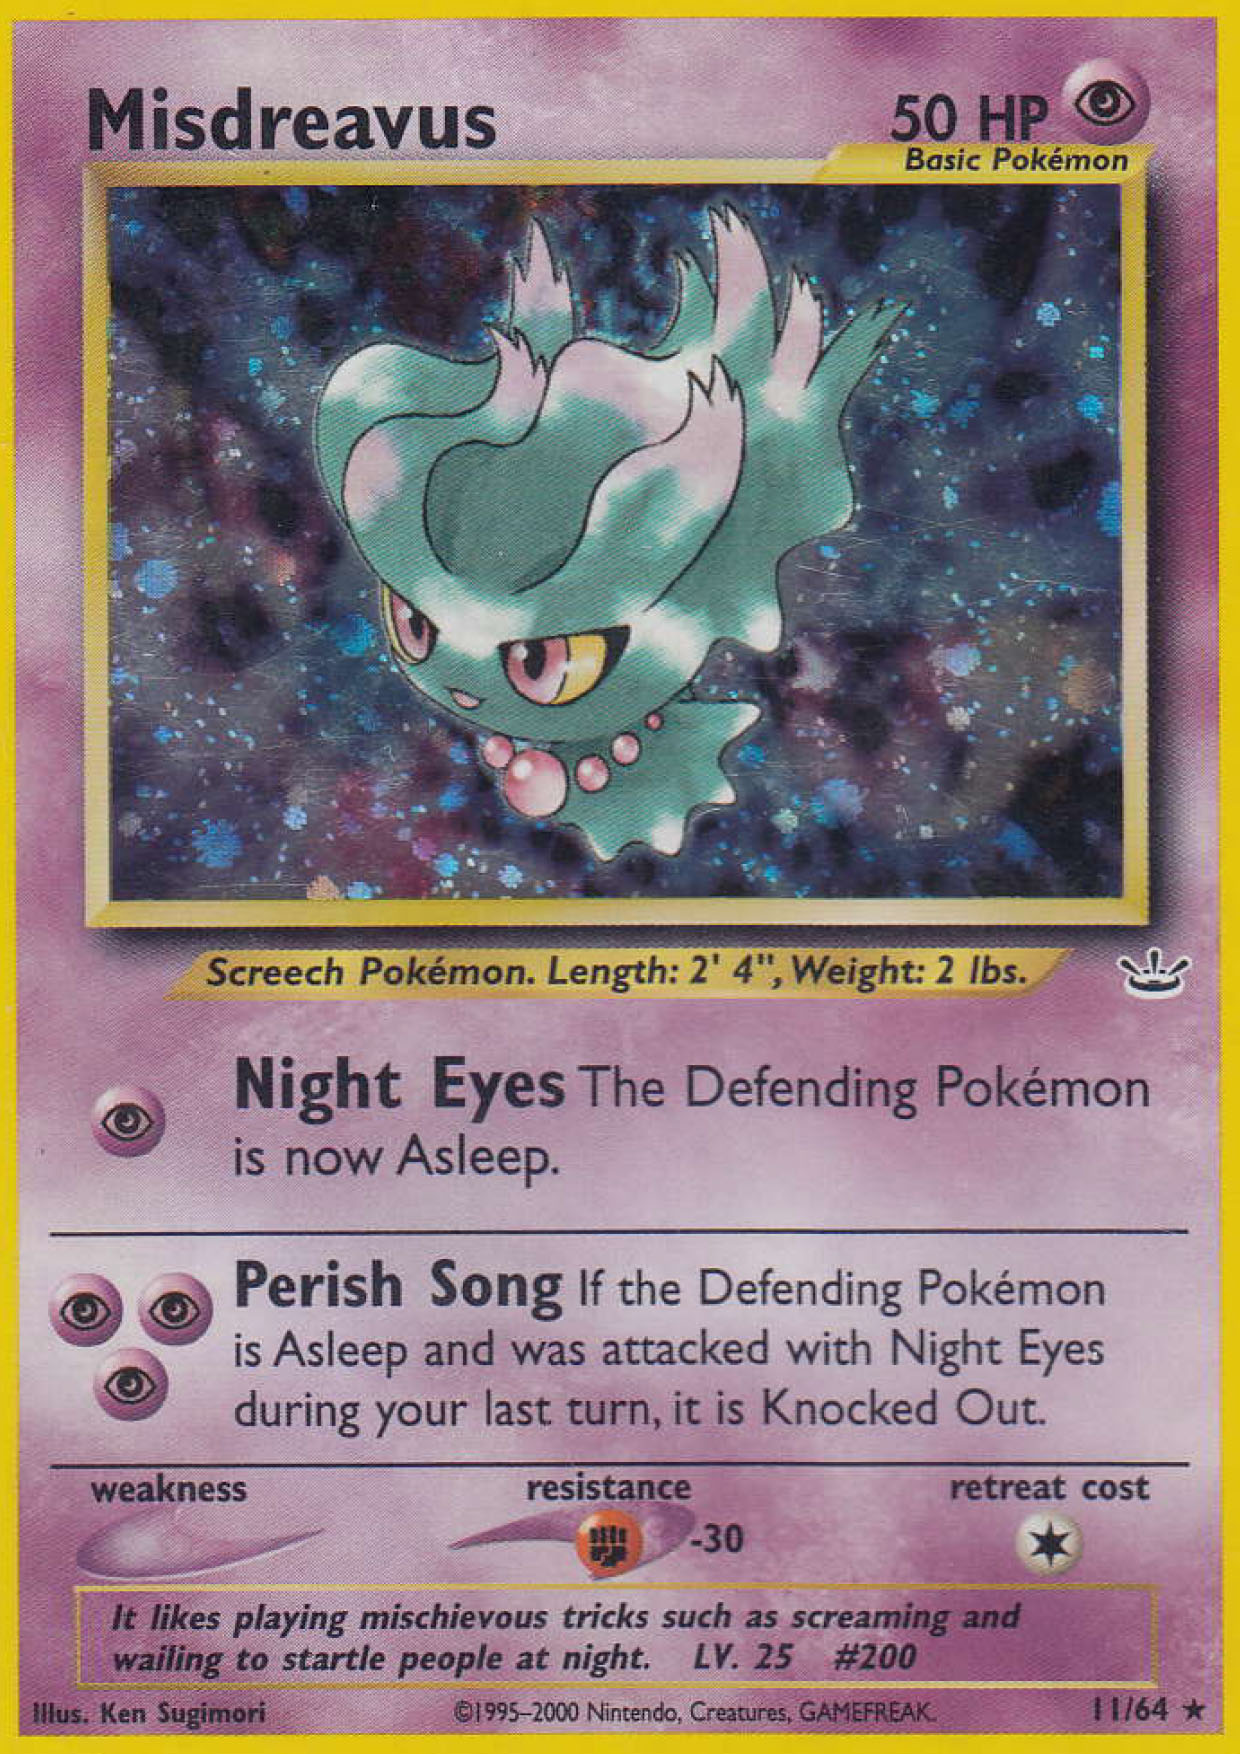 Misdreavus
50 HP
Basic Pokémon
Screech Pokémon. Length: 2' 4", Weight: 2 lbs.
Night Eyes The Defending Pokémon
is now Asleep.
Perish Song If the Defending Pokémon
is Asleep and was attacked with Night Eyes
during your last turn, it is Knocked Out.
weakness resistance retreat cost
-30
It likes playing mischievous tricks such as screaming and
wailing to startle people at night. LV. 25 #200
Illus. Ken Sugimori ©1995-2000 Nintendo, Creatures, GAMEFREAK. 11/64 ★